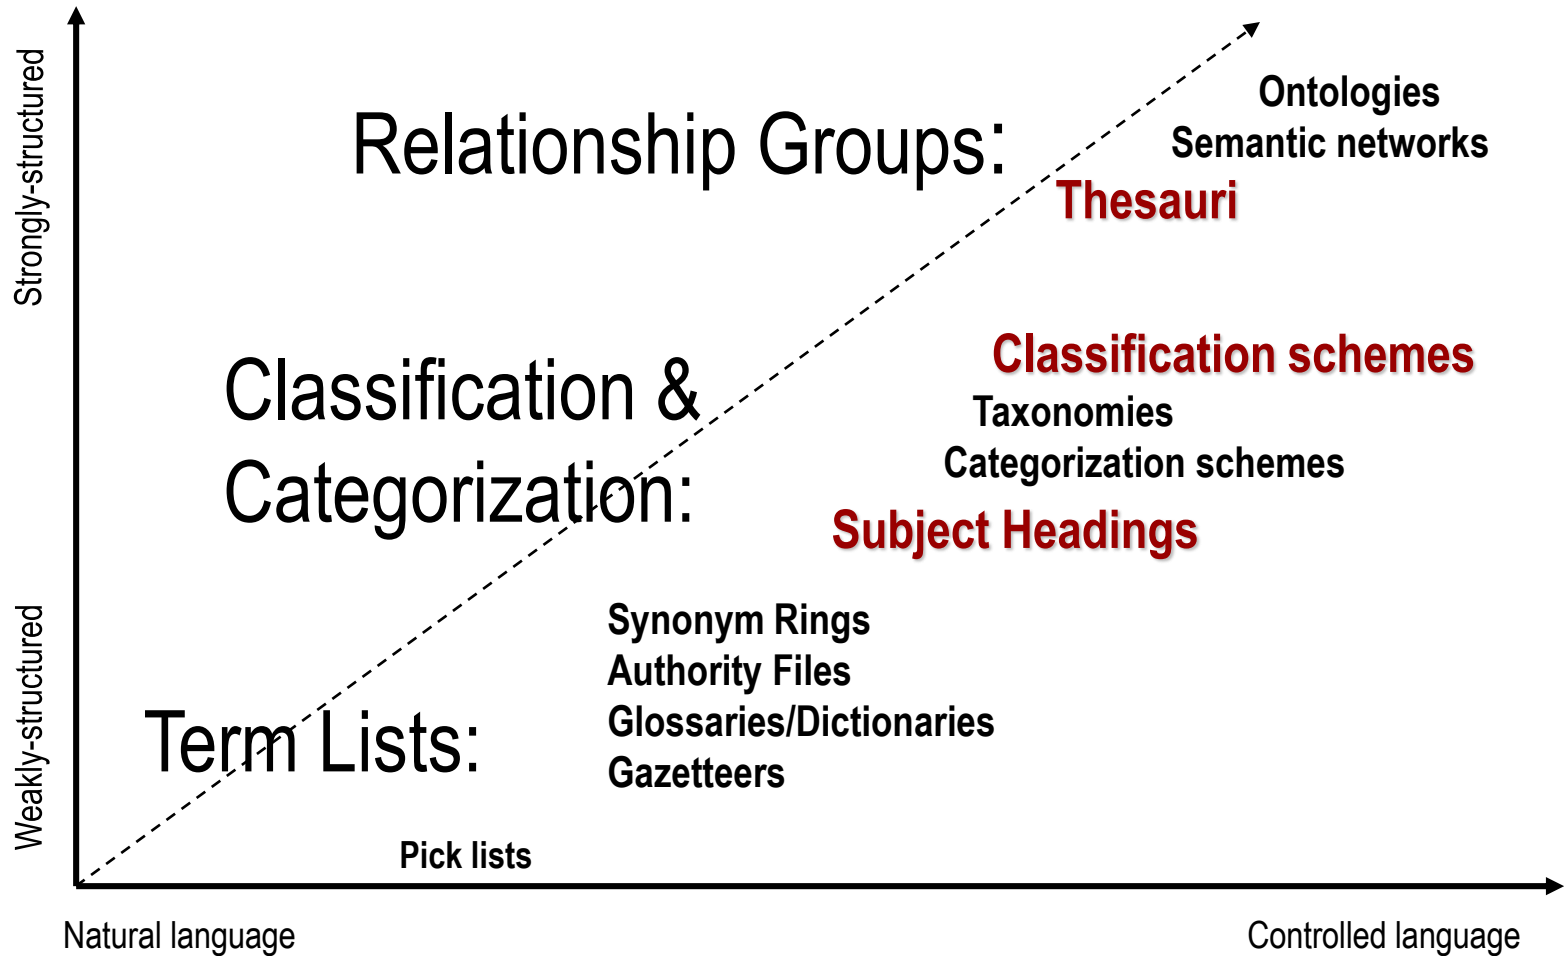 Strongly-structured
Weakly-structured
Relationship Groups:
Ontologies
Semantic networks
Thesauri
Classification &
Categorization:
Classification schemes
Taxonomies
Categorization schemes
Subject Headings
Term Lists:
Synonym Rings
Authority Files
Glossaries/Dictionaries
Gazetteers
Pick lists
Natural language
Controlled language